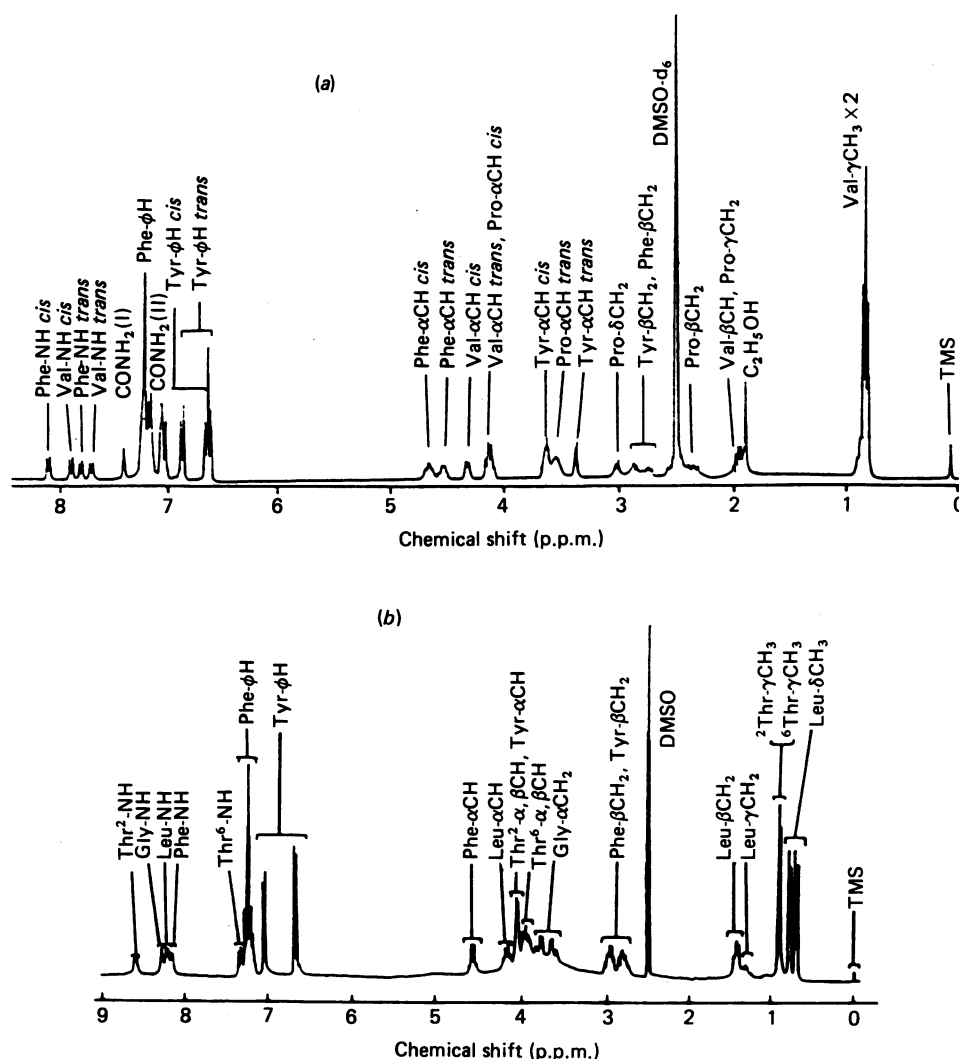 (a)
Phe-NH cis
Val-NH cis
Phe-NH trans
Val-NH trans
CONH₂(I)
Phe-ϕH
CONH₂(II)
Tyr-ϕH cis
Tyr-ϕH trans
Phe-αCH cis
Phe-αCH trans
Val-αCH cis
Val-αCH trans, Pro-αCH cis
Tyr-αCH cis
Pro-αCH trans
Tyr-αCH trans
Pro-δCH₂
Tyr-βCH₂, Phe-βCH₂
DMSO-d₆
Pro-βCH₂
Val-βCH, Pro-γCH₂
C₂H₅OH
Val-γCH₃ × 2
TMS
8 7 6 5 4 3 2 1 0
Chemical shift (p.p.m.)
(b)
Thr²-NH
Gly-NH
Leu-NH
Phe-NH
Thr⁶-NH
Phe-ϕH
Tyr-ϕH
Phe-αCH
Leu-αCH
Thr²-α, βCH, Tyr-αCH
Thr⁶-α, βCH
Gly-αCH₂
Phe-βCH₂, Tyr-βCH₂
DMSO
Leu-βCH₂
Leu-γCH₂
²Thr-γCH₃
⁶Thr-γCH₃
Leu-δCH₃
TMS
9 8 7 6 5 4 3 2 1 0
Chemical shift (p.p.m.)